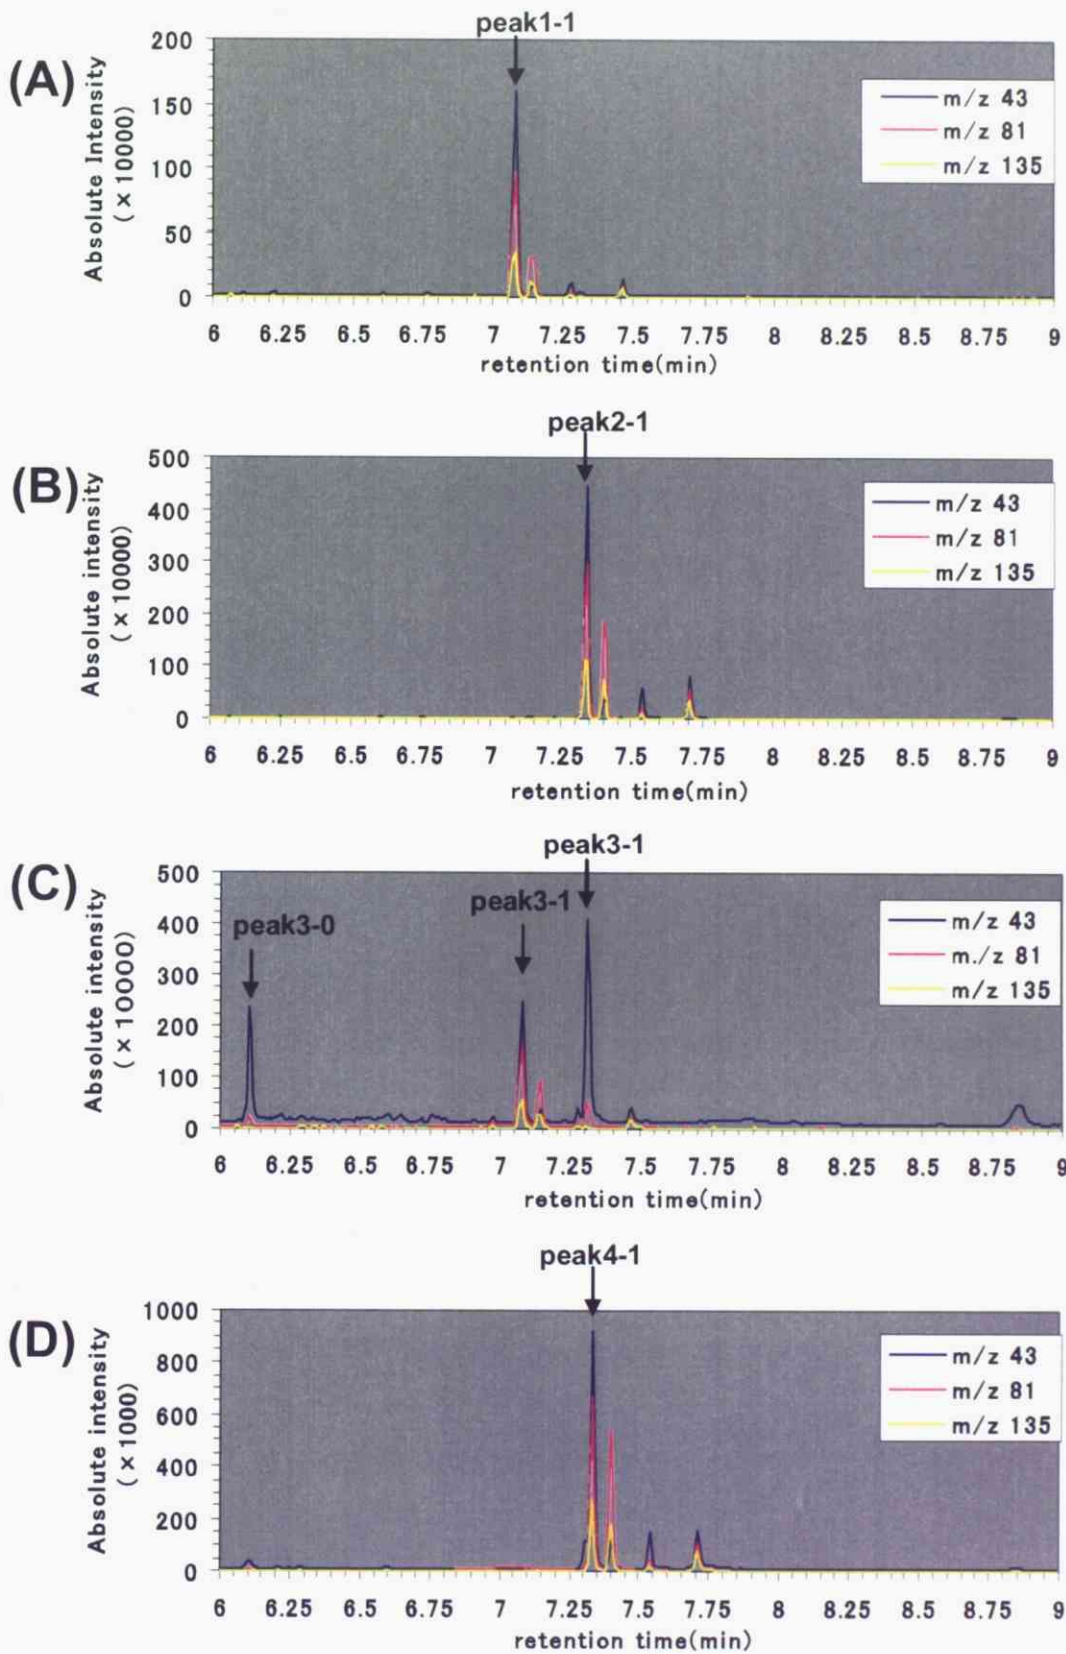 peak1-1
(A)
Absolute Intensity
(×10000)
200
150
100
50
0
m/z 43
m/z 81
m/z 135
6 6.25 6.5 6.75 7 7.25 7.5 7.75 8 8.25 8.5 8.75 9
retention time(min)
peak2-1
(B)
Absolute intensity
(×10000)
500
400
300
200
100
0
m/z 43
m/z 81
m/z 135
6 6.25 6.5 6.75 7 7.25 7.5 7.75 8 8.25 8.5 8.75 9
retention time(min)
peak3-1
(C)
Absolute intensity
(×10000)
500
400
300
200
100
0
peak3-0
peak3-1
m/z 43
m./z 81
m/z 135
6 6.25 6.5 6.75 7 7.25 7.5 7.75 8 8.25 8.5 8.75 9
retention time(min)
peak4-1
(D)
Absolute intensity
(×1000)
1000
800
600
400
200
0
m/z 43
m/z 81
m/z 135
6 6.25 6.5 6.75 7 7.25 7.5 7.75 8 8.25 8.5 8.75 9
retention time(min)